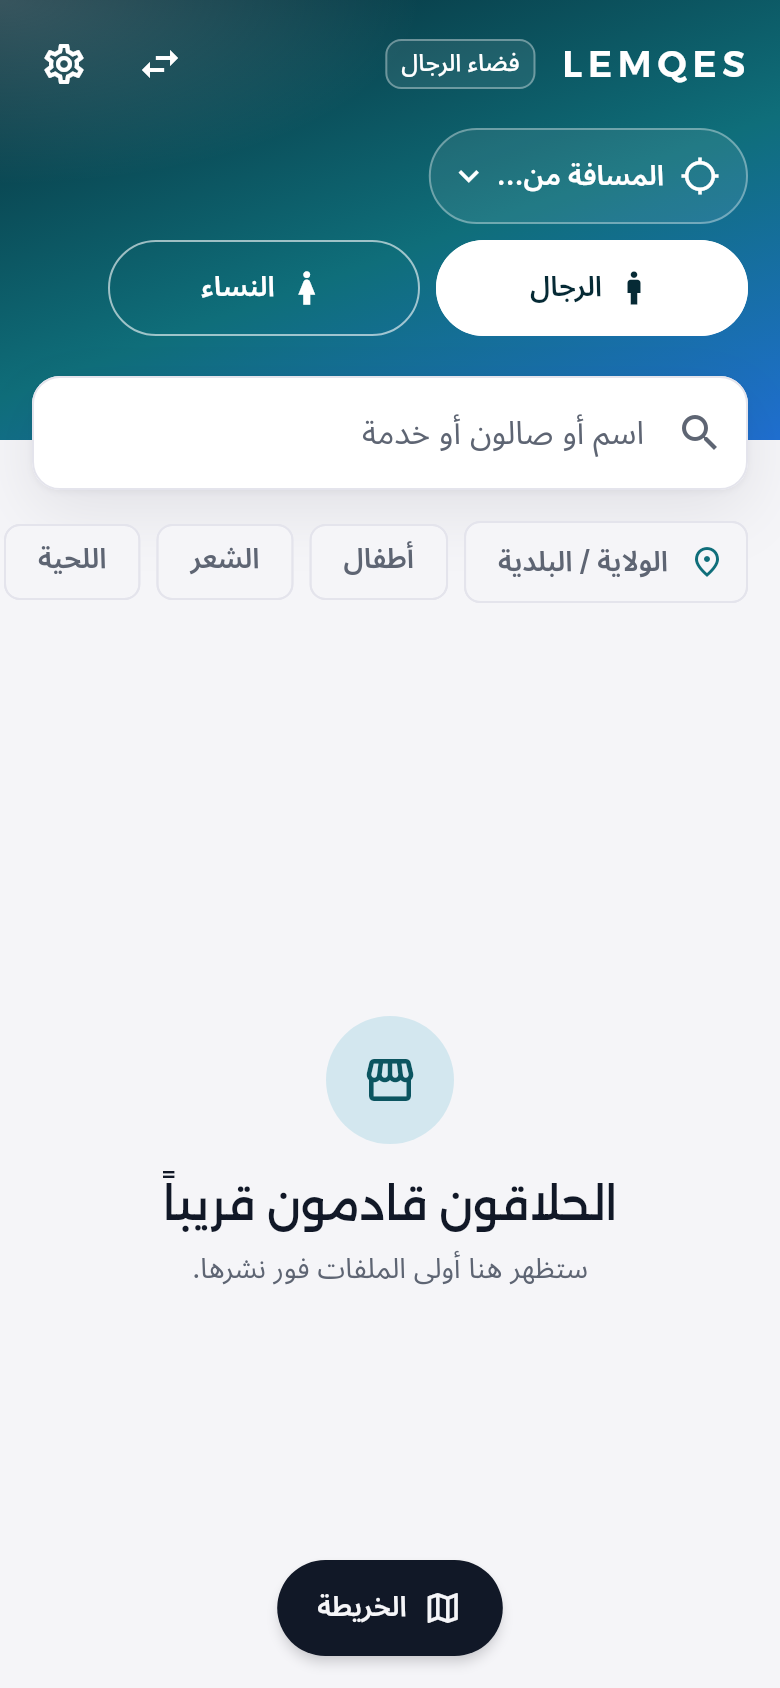 LEMQES
فضاء الرجال
المسافة من...
الرجال
النساء
اسم أو صالون أو خدمة
الولاية / البلدية
أطفال
الشعر
اللحية
الحلاقون قادمون قريباً
ستظهر هنا أولى الملفات فور نشرها.
الخريطة